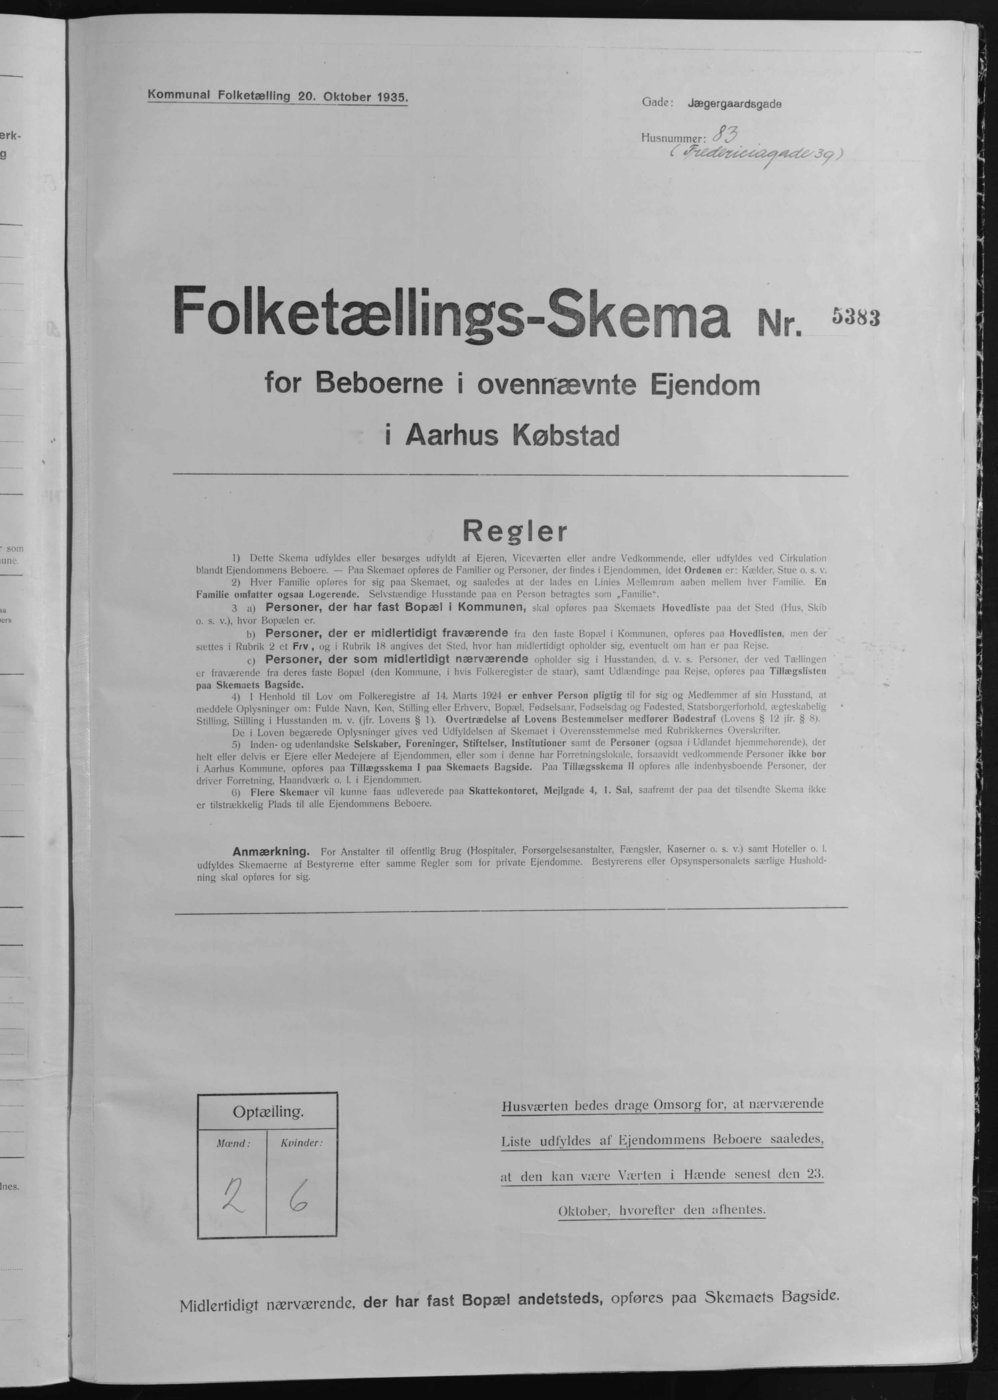 Kommunal Folketælling 20. Oktober 1935.
Gade: Jægergaardsgade
Husnummer: 83
(Fredericiagade 39)
Folketællings-Skema Nr. 5383
for Beboerne i ovennævnte Ejendom
i Aarhus Købstad
Regler
1) Dette Skema udfyldes eller besørges udfyldt af Ejeren, Viceværten eller andre Vedkommende, eller udfyldes ved Cirkulation
blandt Ejendommens Beboere. — Paa Skemaet opføres de Familier og Personer, der findes i Ejendommen, idet Ordenen er: Kælder, Stue o. s. v.
2) Hver Familie opføres for sig paa Skemaet, og saaledes at der lades en Linies Mellemrum aaben mellem hver Familie. En
Familie omfatter ogsaa Logerende. Selvstændige Husstande paa en Person betragtes som „Familie“.
3 a) Personer, der har fast Bopæl i Kommunen, skal opføres paa Skemaets Hovedliste paa det Sted (Hus, Skib
o. s. v.), hvor Bopælen er.
b) Personer, der er midlertidigt fraværende fra den faste Bopæl i Kommunen, opføres paa Hovedlisten, men der
sættes i Rubrik 2 et Frv, og i Rubrik 18 angives det Sted, hvor han midlertidigt opholder sig, eventuelt om han er paa Rejse.
c) Personer, der som midlertidigt nærværende opholder sig i Husstanden, d. v. s. Personer, der ved Tællingen
er fraværende fra deres faste Bopæl (den Kommune, i hvis Folkeregister de staar), samt Udlændinge paa Rejse, opføres paa Tillægslisten
paa Skemaets Bagside.
4) I Henhold til Lov om Folkeregistre af 14. Marts 1924 er enhver Person pligtig til for sig og Medlemmer af sin Husstand, at
meddele Oplysninger om: Fulde Navn, Køn, Stilling eller Erhverv, Bopæl, Fødselsaar, Fødselsdag og Fødested, Statsborgerforhold, ægteskabelig
Stilling, Stilling i Husstanden m. v. (jfr. Lovens § 1). Overtrædelse af Lovens Bestemmelser medfører Bødestraf (Lovens § 12 jfr. § 8).
De i Loven begærede Oplysninger gives ved Udfyldelsen af Skemaet i Overensstemmelse med Rubrikkernes Overskrifter.
5) Inden- og udenlandske Selskaber, Foreninger, Stiftelser, Institutioner samt de Personer (ogsaa i Udlandet hjemmehørende), der
helt eller delvis er Ejere eller Medejere af Ejendommen, eller som i denne har Forretningslokale, forsaavidt vedkommende Personer ikke bor
i Aarhus Kommune, opføres paa Tillægsskema I paa Skemaets Bagside. Paa Tillægsskema II opføres alle indenbysboende Personer, der
driver Forretning, Haandværk o. l. i Ejendommen.
6) Flere Skemaer vil kunne faas udleverede paa Skattekontoret, Mejlgade 4, 1. Sal, saafremt der paa det tilsendte Skema ikke
er tilstrækkelig Plads til alle Ejendommens Beboere.
Anmærkning. For Anstalter til offentlig Brug (Hospitaler, Forsørgelsesanstalter, Fængsler, Kaserner o. s. v.) samt Hoteller o. l.
udfyldes Skemaerne af Bestyrerne efter samme Regler som for private Ejendomme. Bestyrerens eller Opsynspersonalets særlige Hushold-
ning skal opføres for sig.
Optælling.
Mænd: Kvinder:
2 6
Husværten bedes drage Omsorg for, at nærværende
Liste udfyldes af Ejendommens Beboere saaledes,
at den kan være Værten i Hænde senest den 23.
Oktober, hvorefter den afhentes.
Midlertidigt nærværende, der har fast Bopæl andetsteds, opføres paa Skemaets Bagside.